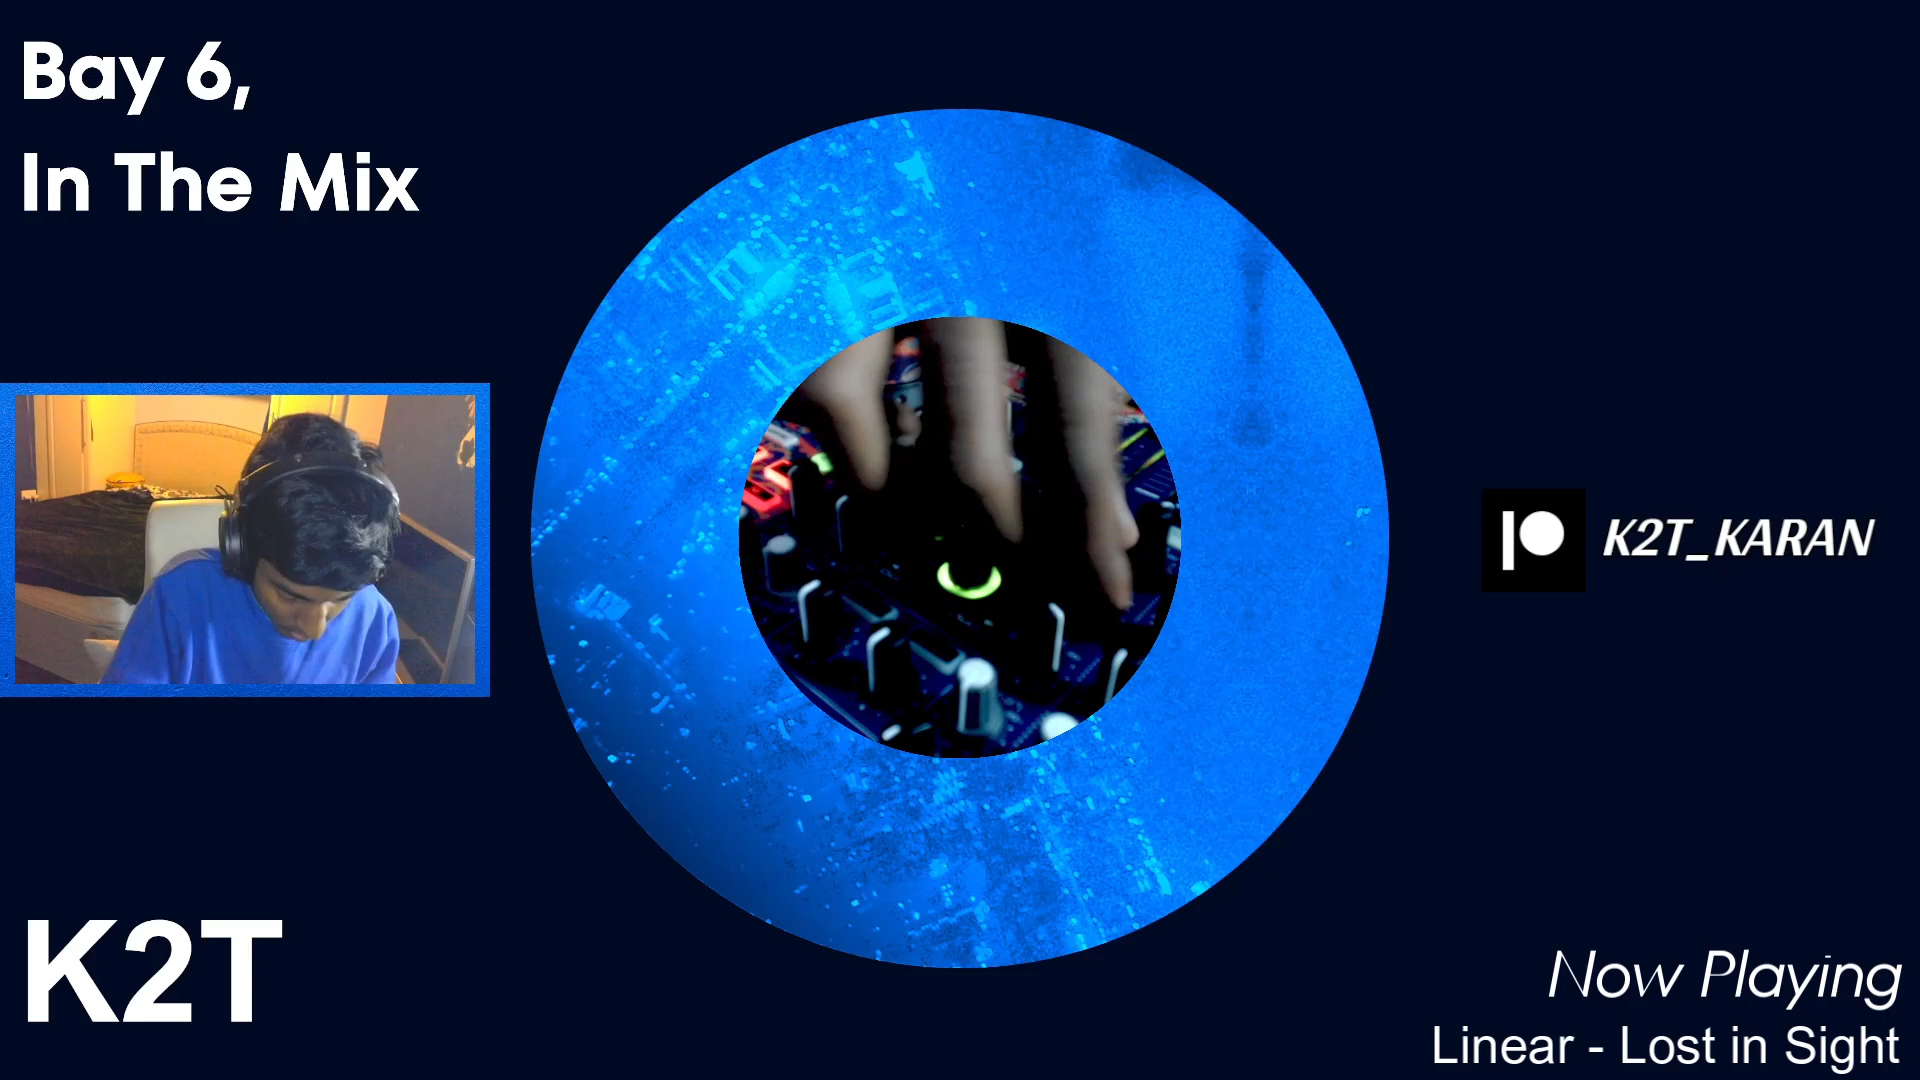 Bay 6,
In The Mix
K2T_KARAN
K2T
Now Playing
Linear - Lost in Sight